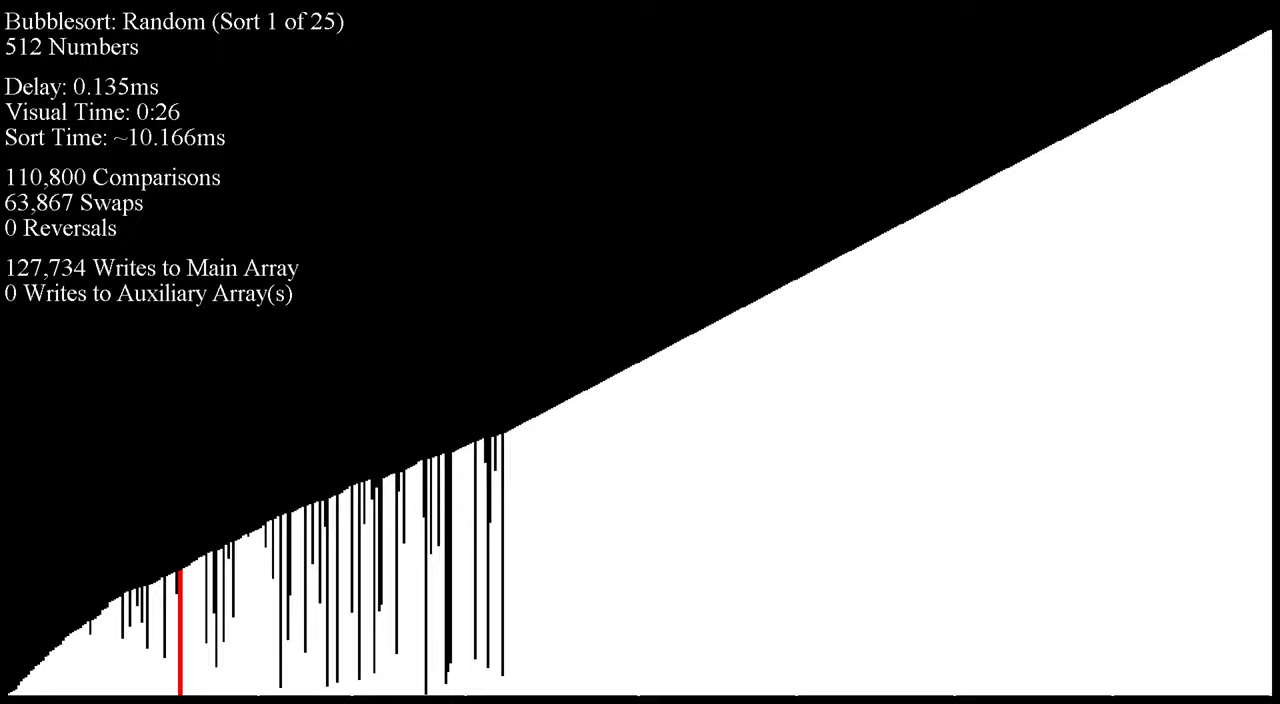 Bubblesort: Random (Sort 1 of 25)
512 Numbers
Delay: 0.135ms
Visual Time: 0:26
Sort Time: ~10.166ms
110,800 Comparisons
63,867 Swaps
0 Reversals
127,734 Writes to Main Array
0 Writes to Auxiliary Array(s)